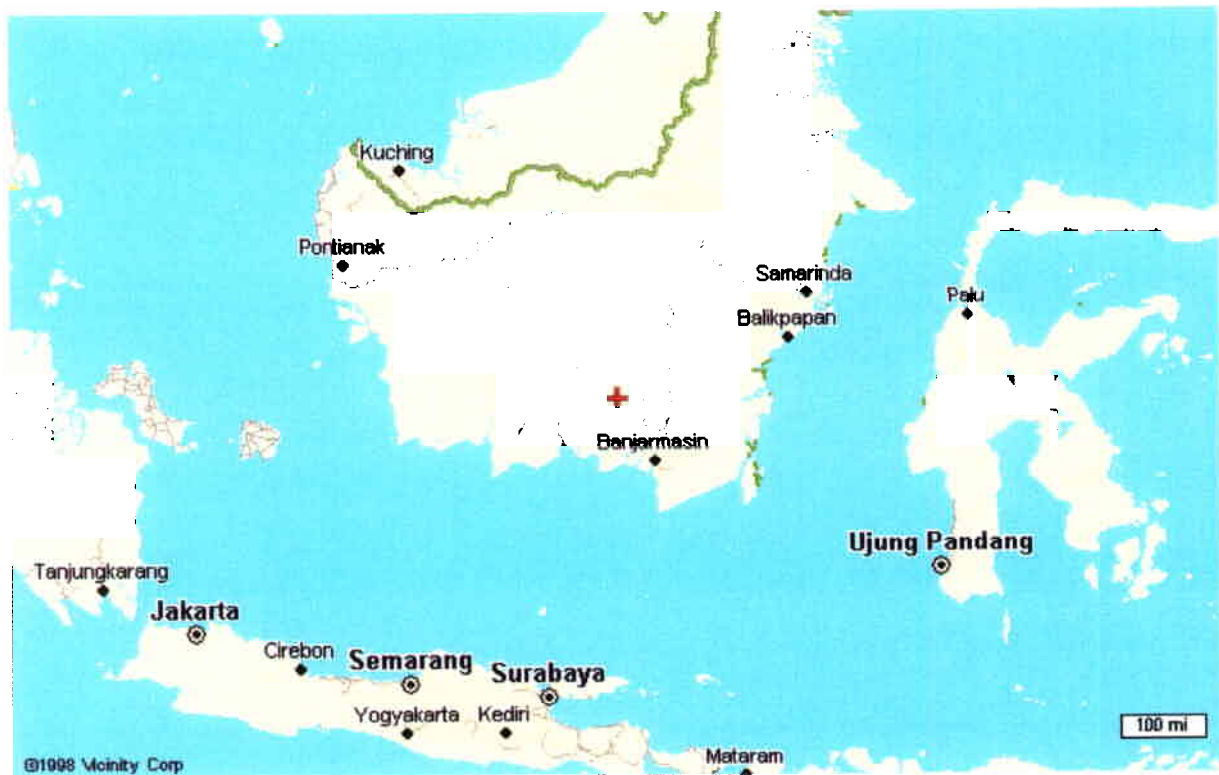 Kuching
Pontianak
Samarinda
Palu
Balikpapan
Banjarmasin
Ujung Pandang
Tanjungkarang
Jakarta
Cirebon
Semarang
Surabaya
Yogyakarta
Kediri
100 mi
Mataram
©1998 Vicinity Corp